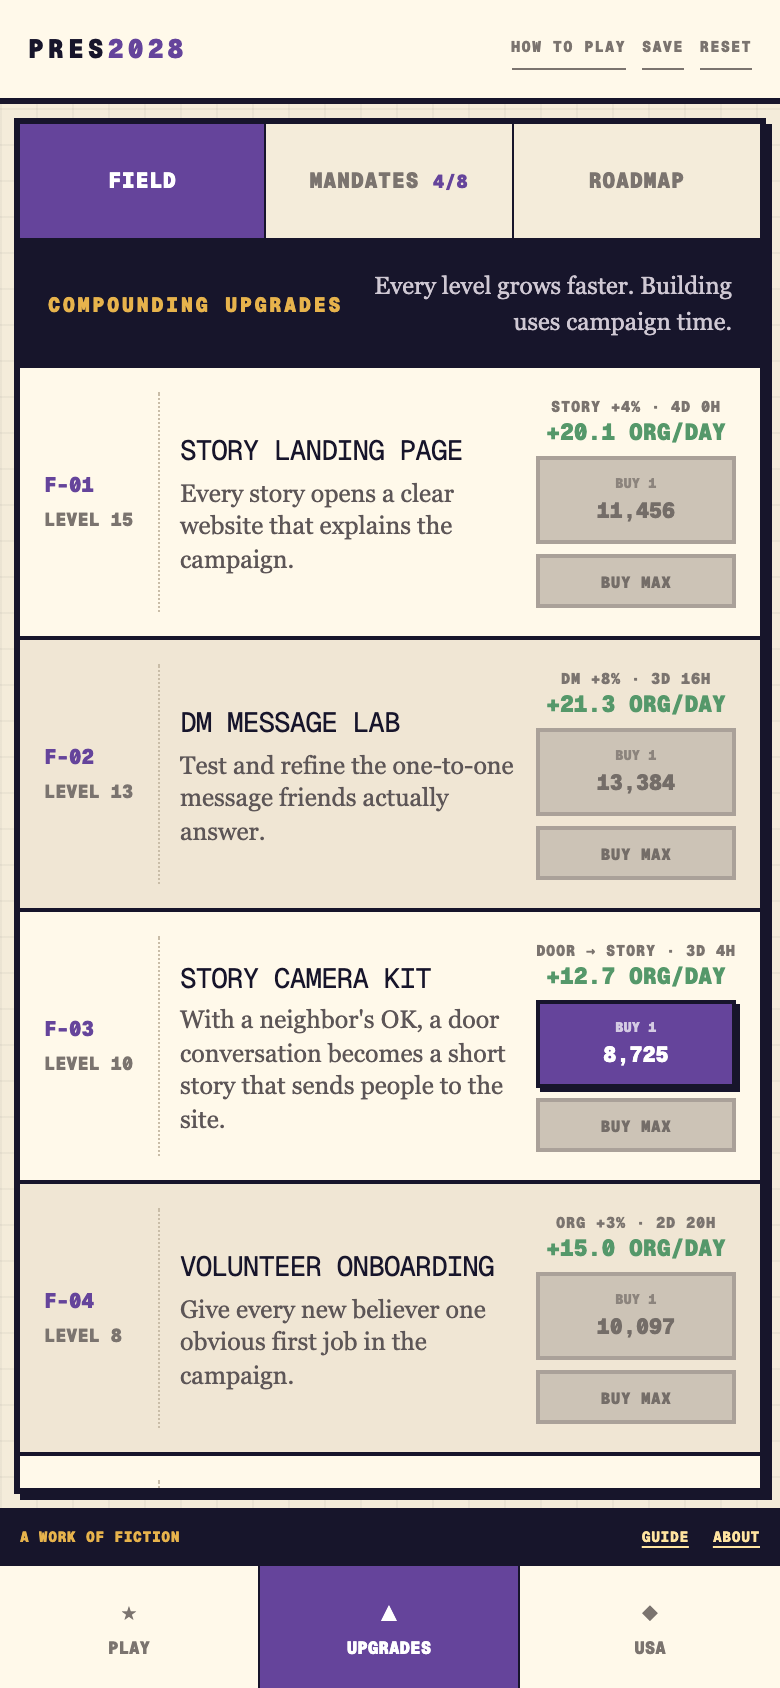 PRES2028
HOW TO PLAY SAVE RESET
FIELD
MANDATES 4/8
ROADMAP
COMPOUNDING UPGRADES
Every level grows faster. Building
uses campaign time.
F-01
LEVEL 15
STORY LANDING PAGE
Every story opens a clear
website that explains the
campaign.
STORY +4% · 4D 0H
+20.1 ORG/DAY
BUY 1
11,456
BUY MAX
F-02
LEVEL 13
DM MESSAGE LAB
Test and refine the one-to-one
message friends actually
answer.
DM +8% · 3D 16H
+21.3 ORG/DAY
BUY 1
13,384
BUY MAX
F-03
LEVEL 10
STORY CAMERA KIT
With a neighbor's OK, a door
conversation becomes a short
story that sends people to the
site.
DOOR → STORY · 3D 4H
+12.7 ORG/DAY
BUY 1
8,725
BUY MAX
F-04
LEVEL 8
VOLUNTEER ONBOARDING
Give every new believer one
obvious first job in the
campaign.
ORG +3% · 2D 20H
+15.0 ORG/DAY
BUY 1
10,097
BUY MAX
A WORK OF FICTION
GUIDE ABOUT
★ PLAY
▲ UPGRADES
◆ USA